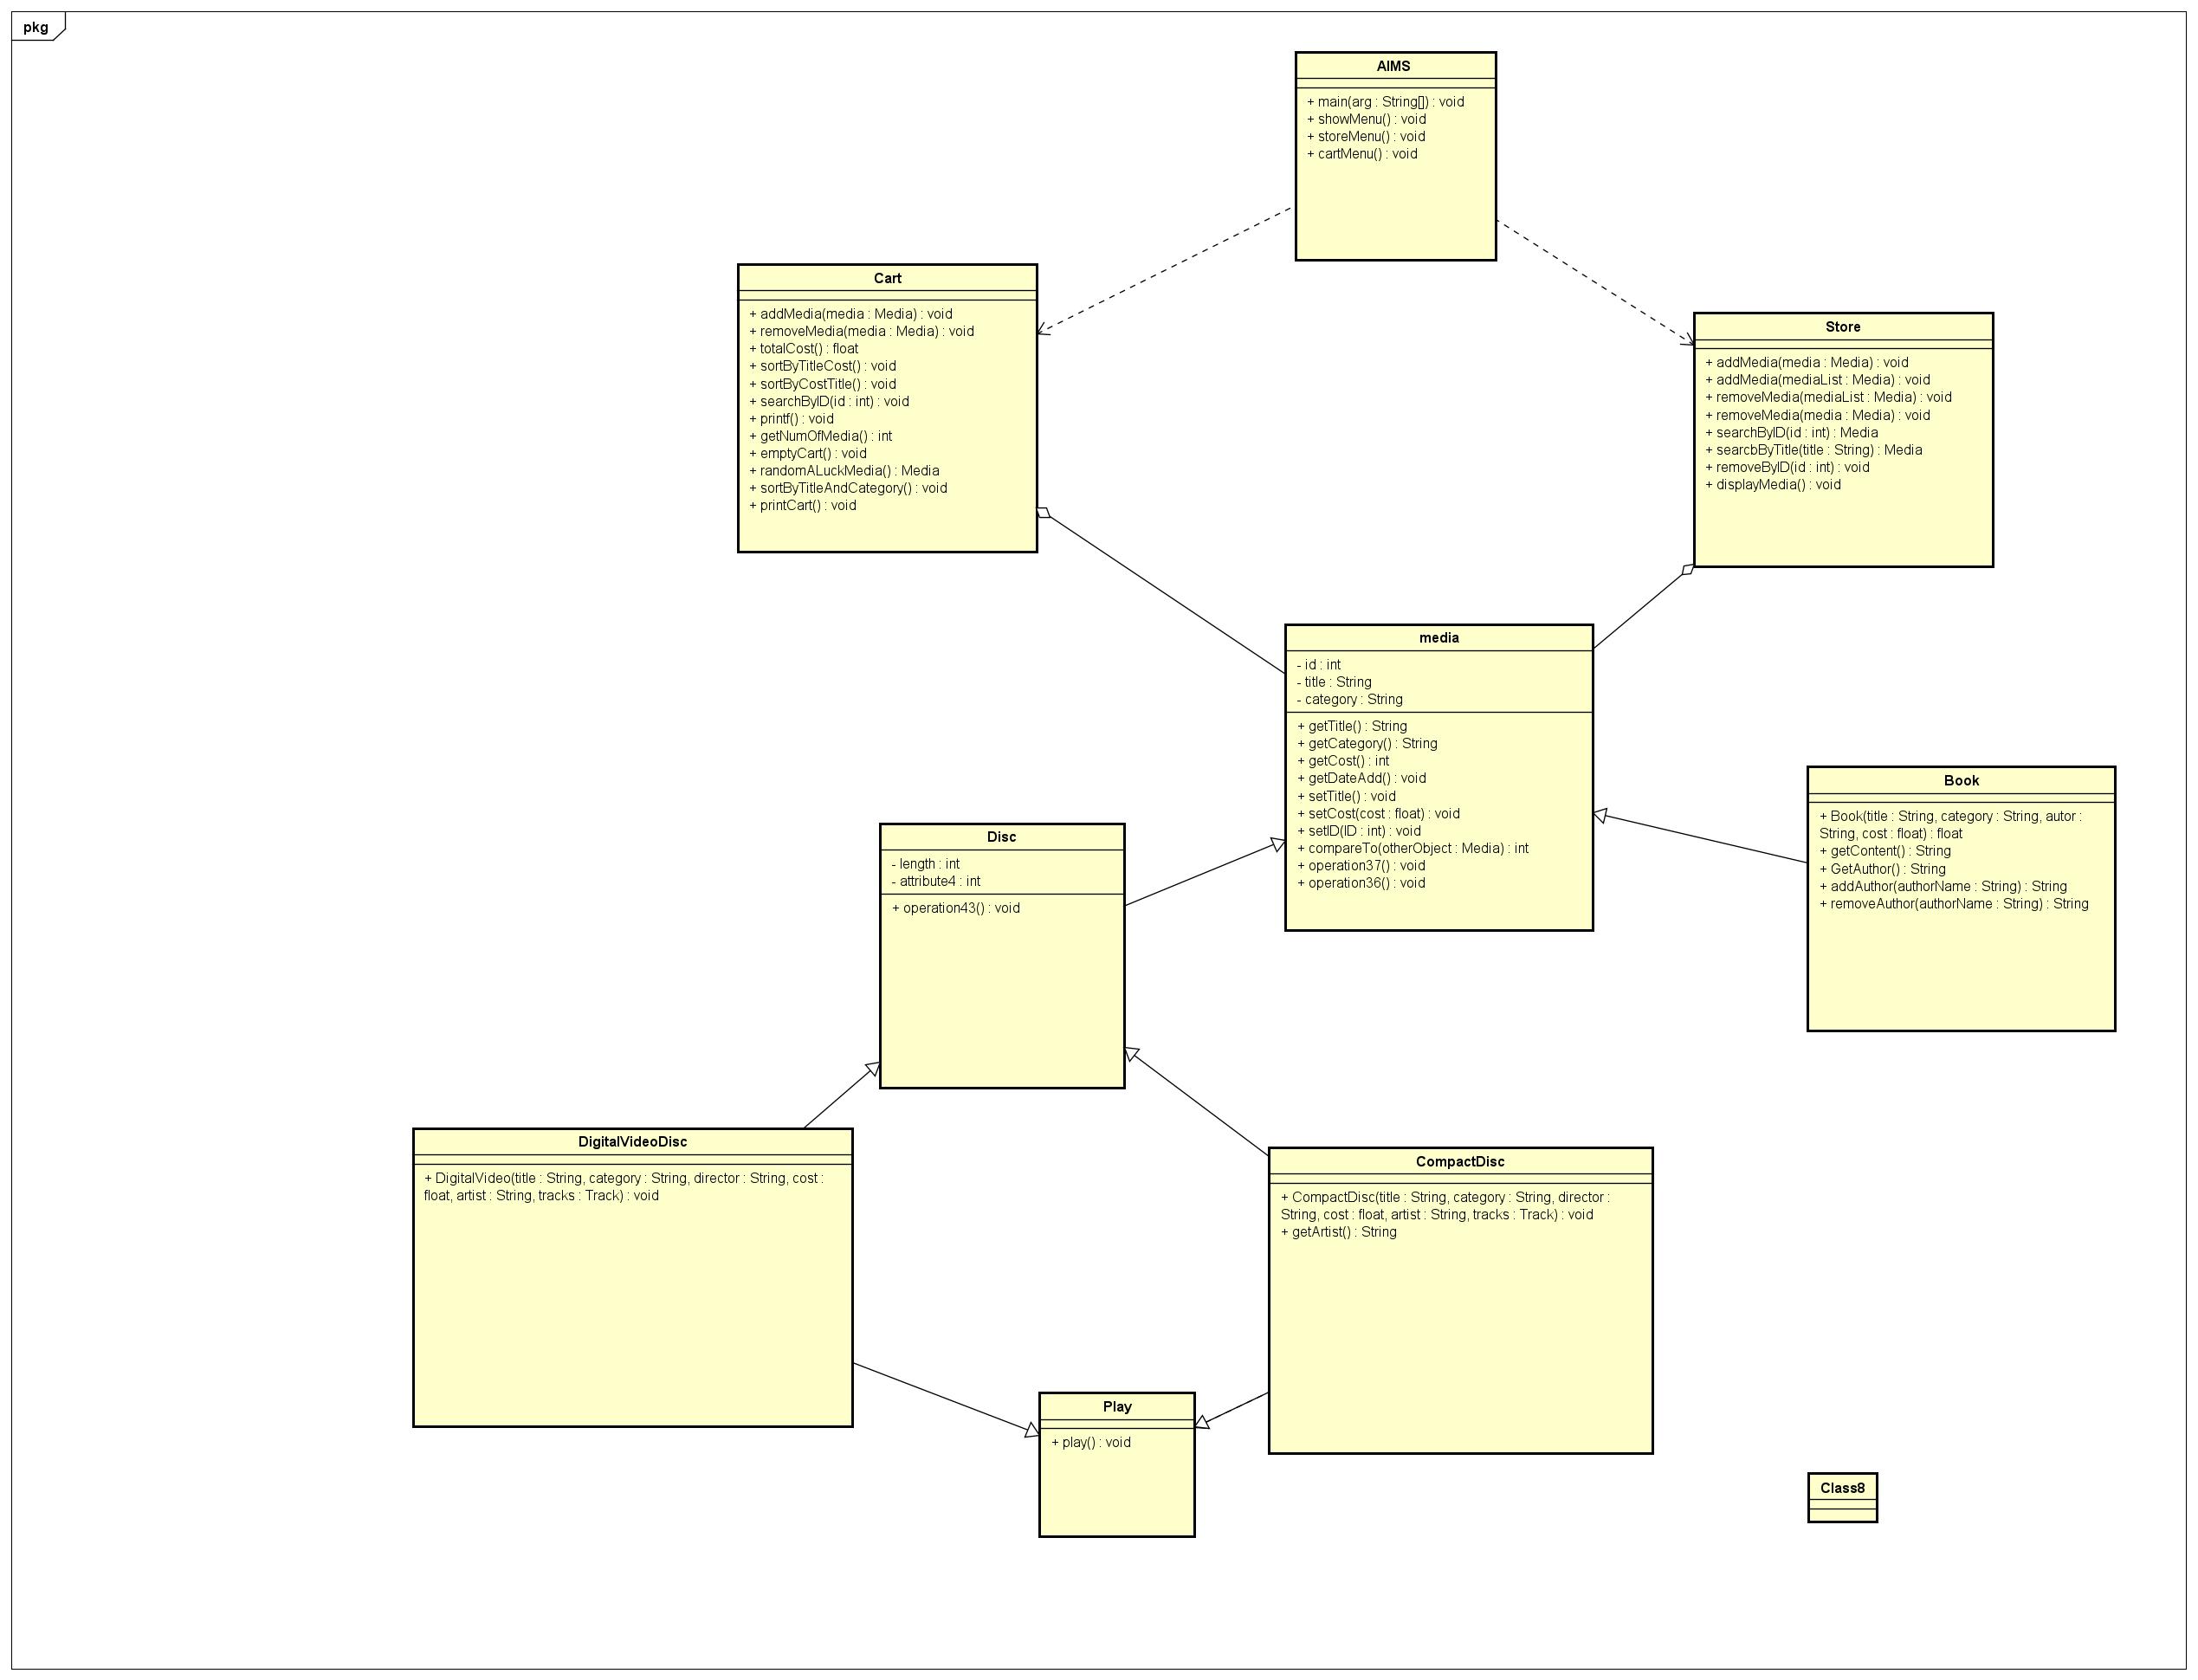 pkg
AIMS
+ main(arg : String[]) : void
+ showMenu() : void
+ storeMenu() : void
+ cartMenu() : void
Cart
+ addMedia(media : Media) : void
+ removeMedia(media : Media) : void
+ totalCost() : float
+ sortByTitleCost() : void
+ sortByCostTitle() : void
+ searchByID(id : int) : void
+ printf() : void
+ getNumOfMedia() : int
+ emptyCart() : void
+ randomALuckMedia() : Media
+ sortByTitleAndCategory() : void
+ printCart() : void
Store
+ addMedia(media : Media) : void
+ addMedia(mediaList : Media) : void
+ removeMedia(mediaList : Media) : void
+ removeMedia(media : Media) : void
+ searchByID(id : int) : Media
+ searcbByTitle(title : String) : Media
+ removeByID(id : int) : void
+ displayMedia() : void
media
- id : int
- title : String
- category : String
+ getTitle() : String
+ getCategory() : String
+ getCost() : int
+ getDateAdd() : void
+ setTitle() : void
+ setCost(cost : float) : void
+ setID(ID : int) : void
+ compareTo(otherObject : Media) : int
+ operation37() : void
+ operation36() : void
Book
+ Book(title : String, category : String, autor :
String, cost : float) : float
+ getContent() : String
+ GetAuthor() : String
+ addAuthor(authorName : String) : String
+ removeAuthor(authorName : String) : String
Disc
- length : int
- attribute4 : int
+ operation43() : void
DigitalVideoDisc
+ DigitalVideo(title : String, category : String, director : String, cost :
float, artist : String, tracks : Track) : void
CompactDisc
+ CompactDisc(title : String, category : String, director :
String, cost : float, artist : String, tracks : Track) : void
+ getArtist() : String
Play
+ play() : void
Class8